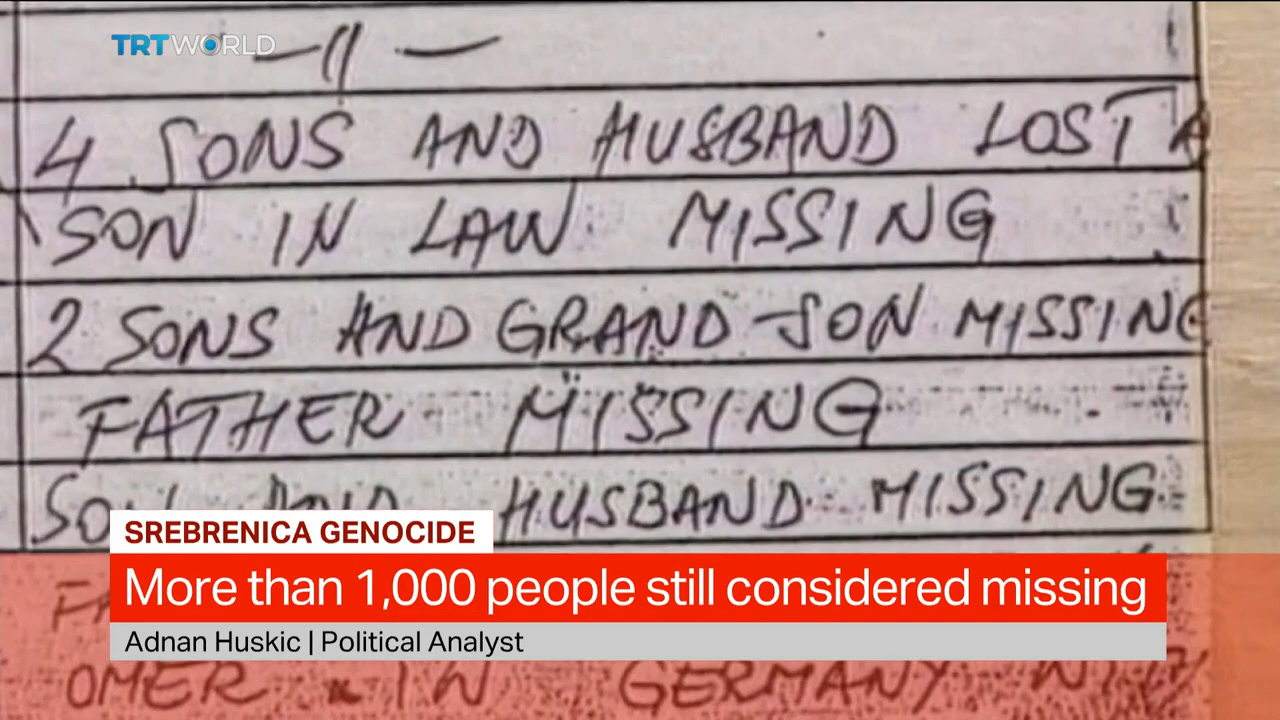 TRT WORLD
— 11 —
4 SONS AND HUSBAND LOST
SON IN LAW MISSING
2 SONS AND GRAND-SON MISSING
FATHER MISSING
SON AND HUSBAND MISSING
SREBRENICA GENOCIDE
More than 1,000 people still considered missing
Adnan Huskic | Political Analyst
OMER IN GERMANY